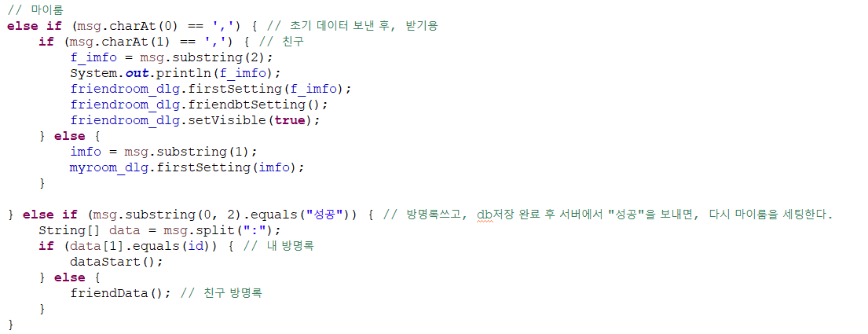 // 마이룸
else if (msg.charAt(0) == ',') { // 초기 데이터 보낸 후, 받기용
    if (msg.charAt(1) == ',') { // 친구
        f_imfo = msg.substring(2);
        System.out.println(f_imfo);
        friendroom_dlg.firstSetting(f_imfo);
        friendroom_dlg.friendbtSetting();
        friendroom_dlg.setVisible(true);
    } else {
        imfo = msg.substring(1);
        myroom_dlg.firstSetting(imfo);
    }

} else if (msg.substring(0, 2).equals("성공")) { // 방명록쓰고, db저장 완료 후 서버에서 "성공"을 보내면, 다시 마이룸을 세팅한다.
    String[] data = msg.split(":");
    if (data[1].equals(id)) { // 내 방명록
        dataStart();
    } else {
        friendData(); // 친구 방명록
    }
}